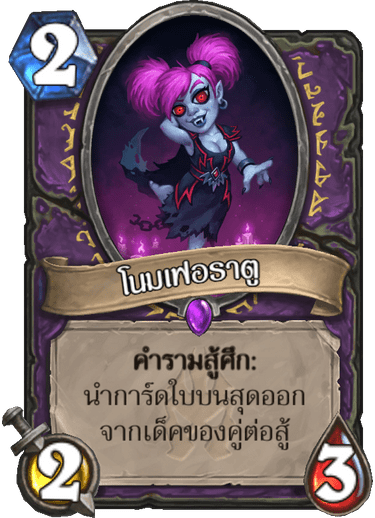 2
โนมเฟอราตู
คำรามสู้ศึก:
นำการ์ดใบบนสุดออก
จากเด็คของคู่ต่อสู้
2
3